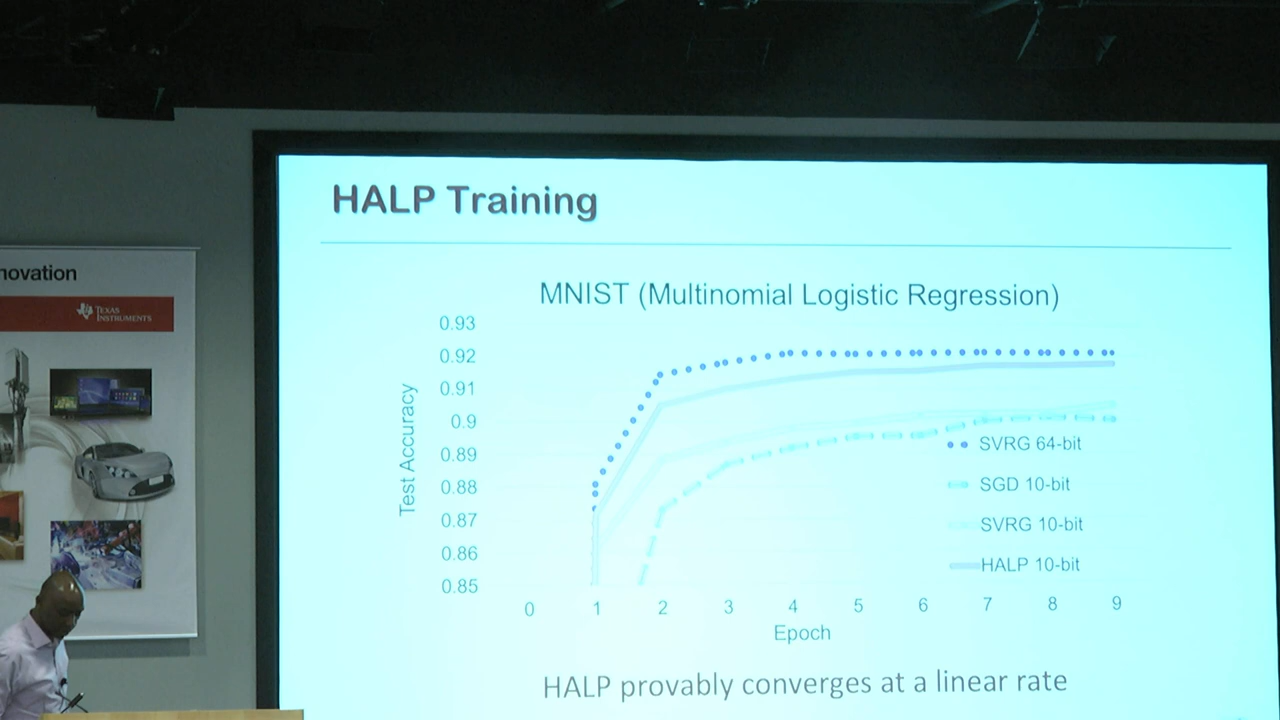 HALP Training
novation
TEXAS
INSTRUMENTS
MNIST (Multinomial Logistic Regression)
0.93
0.92
0.91
0.9
0.89
0.88
0.87
0.86
0.85
Test Accuracy
SVRG 64-bit
SGD 10-bit
SVRG 10-bit
HALP 10-bit
0 1 2 3 4 5 6 7 8 9
Epoch
HALP provably converges at a linear rate